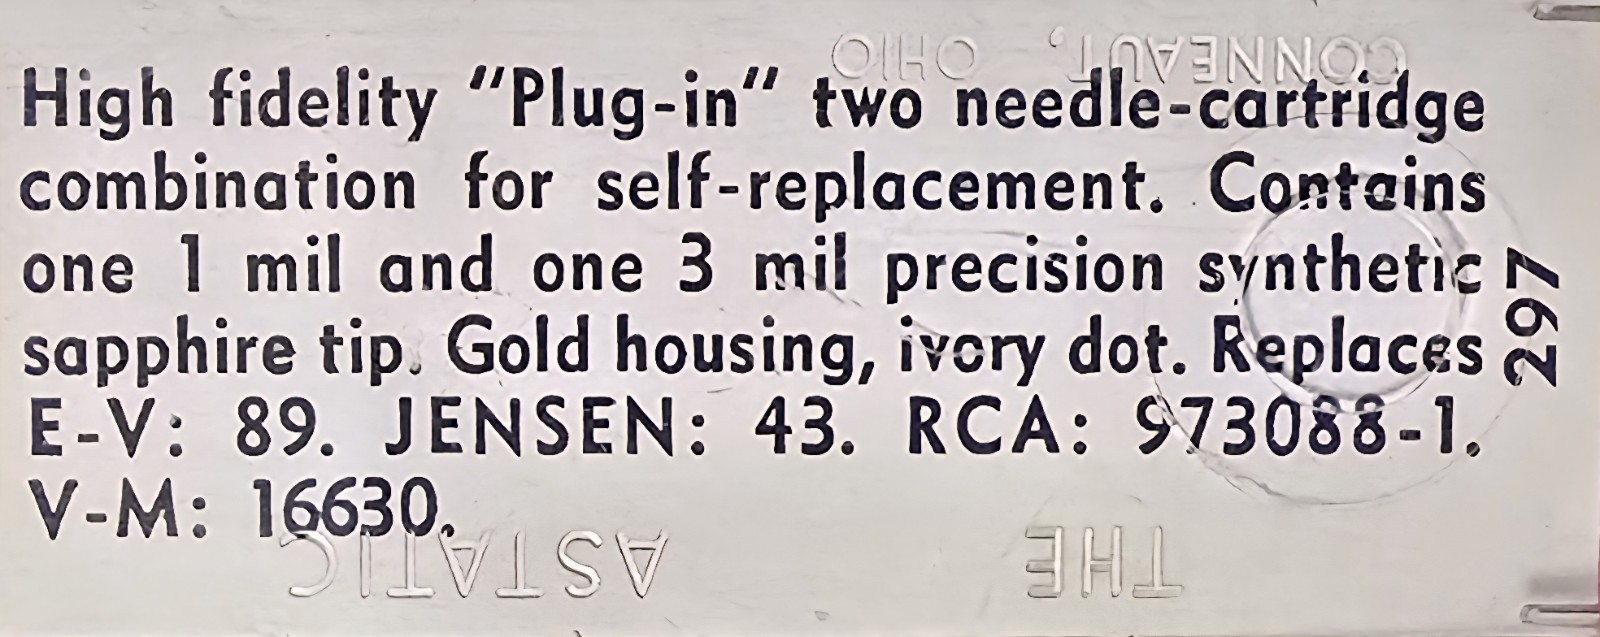 High fidelity "Plug-in" two needle-cartridge
combination for self-replacement. Contains
one 1 mil and one 3 mil precision synthetic
sapphire tip. Gold housing, ivory dot. Replaces
E-V: 89. JENSEN: 43. RCA: 973088-1.
V-M: 16630.
297
THE ASTATIC
CONNEAUT, OHIO